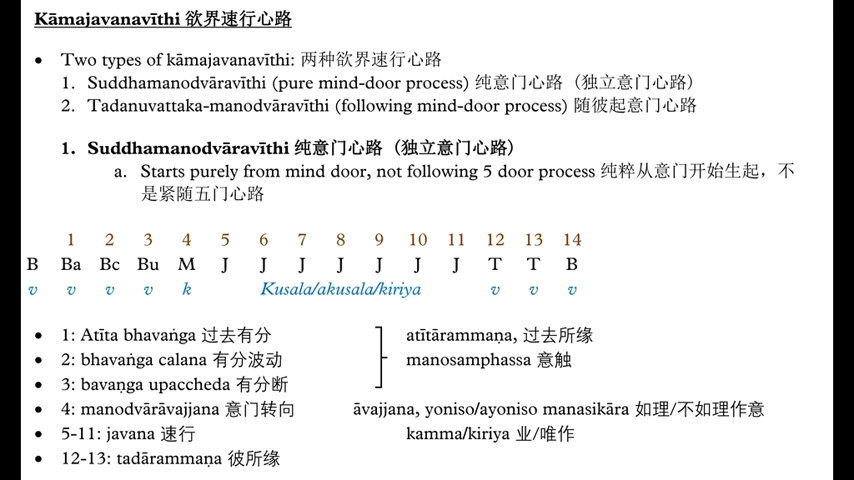 Kāmajavanavīthi 欲界速行心路
• Two types of kāmajavanavīthi: 两种欲界速行心路
1. Suddhamanodvāravīthi (pure mind-door process) 纯意门心路（独立意门心路）
2. Tadanuvattaka-manodvāravīthi (following mind-door process) 随彼起意门心路
1. Suddhamanodvāravīthi 纯意门心路（独立意门心路）
a. Starts purely from mind door, not following 5 door process 纯粹从意门开始生起，不
是紧随五门心路
1 2 3 4 5 6 7 8 9 10 11 12 13 14
B Ba Bc Bu M J J J J J J J T T B
v v v v k Kusala/akusala/kiriya v v v
• 1: Atīta bhavaṅga 过去有分 atītārammaṇa, 过去所缘
• 2: bhavaṅga calana 有分波动 manosamphassa 意触
• 3: bavaṇga upaccheda 有分断
• 4: manodvārāvajjana 意门转向 āvajjana, yoniso/ayoniso manasikāra 如理/不如理作意
• 5-11: javana 速行 kamma/kiriya 业/唯作
• 12-13: tadārammaṇa 彼所缘